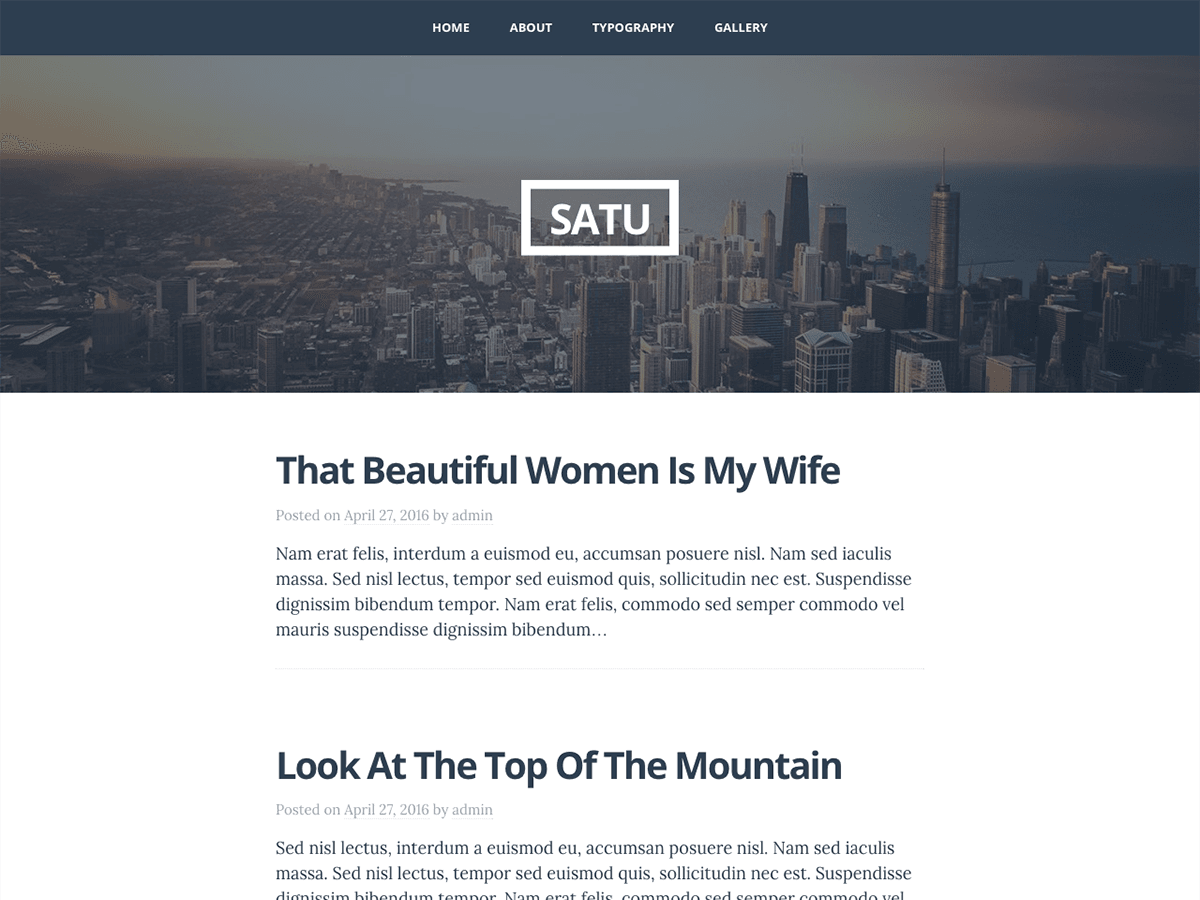 HOME ABOUT TYPOGRAPHY GALLERY
SATU
That Beautiful Women Is My Wife
Posted on April 27, 2016 by admin
Nam erat felis, interdum a euismod eu, accumsan posuere nisl. Nam sed iaculis
massa. Sed nisl lectus, tempor sed euismod quis, sollicitudin nec est. Suspendisse
dignissim bibendum tempor. Nam erat felis, commodo sed semper commodo vel
mauris suspendisse dignissim bibendum…
Look At The Top Of The Mountain
Posted on April 27, 2016 by admin
Sed nisl lectus, interdum a euismod eu, accumsan posuere nisl. Nam sed iaculis
massa. Sed nisl lectus, tempor sed euismod quis, sollicitudin nec est. Suspendisse
dignissim bibendum tempor. Nam erat felis, commodo sed semper commodo vel